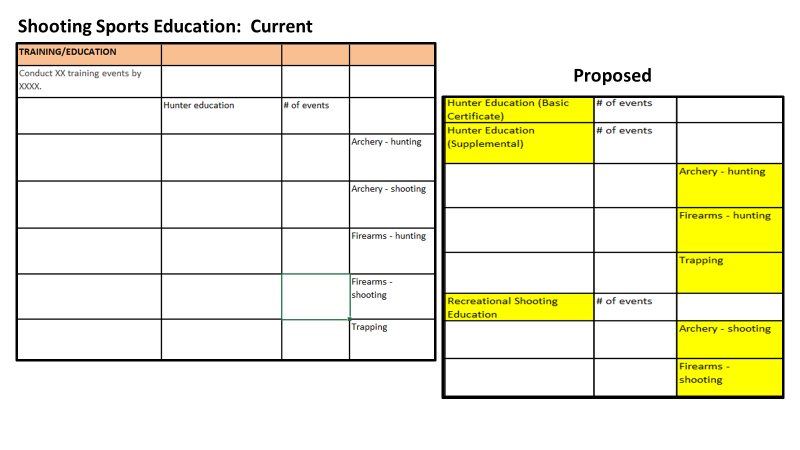 Shooting Sports Education:  Current
TRAINING/EDUCATION
Conduct XX training events by
XXXX.
Hunter education
# of events
Archery - hunting
Archery - shooting
Firearms - hunting
Firearms -
shooting
Trapping
Proposed
Hunter Education (Basic
Certificate)
# of events
Hunter Education
(Supplemental)
# of events
Archery - hunting
Firearms - hunting
Trapping
Recreational Shooting
Education
# of events
Archery - shooting
Firearms -
shooting